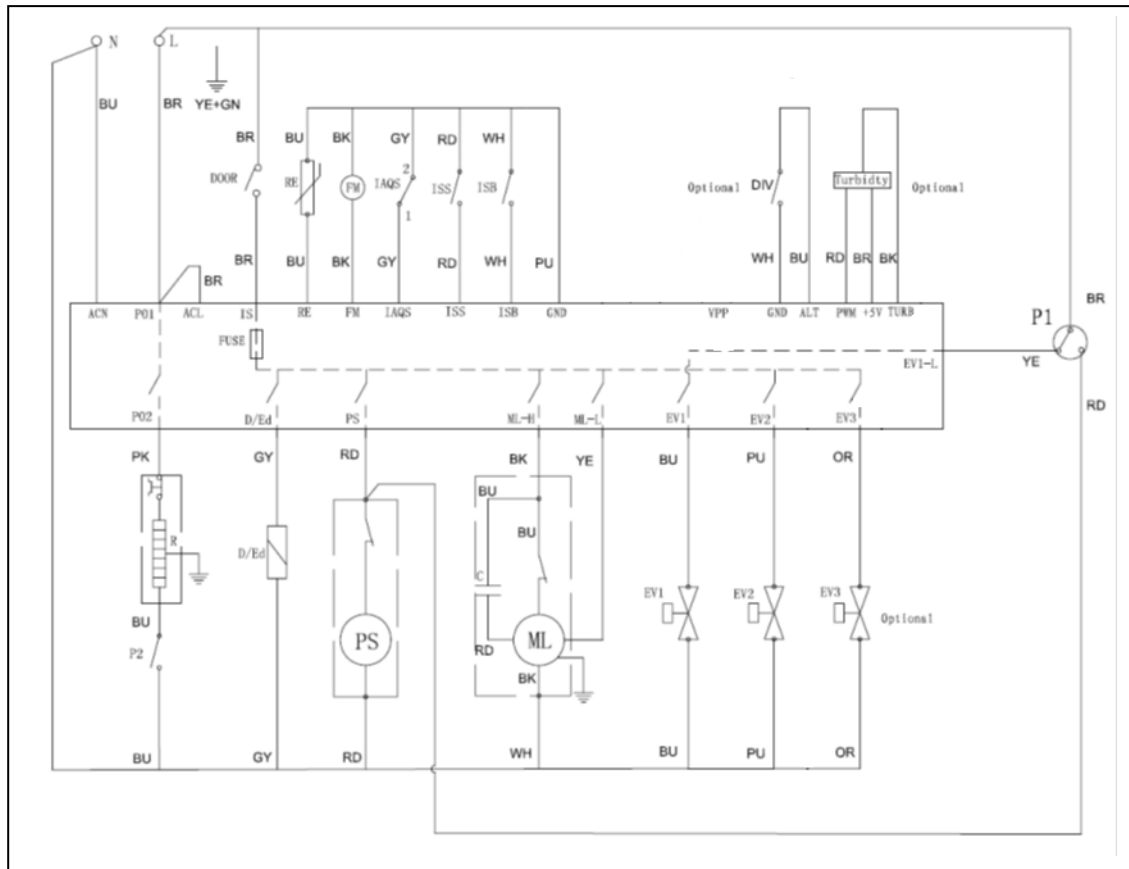 N L
BU BR YE+GN
BR BU BK GY RD WH
DOOR RE FM IAQS 2 ISS ISB Optional DIV Turbidty Optional
1
BR BU BK GY RD WH PU WH BU RD BR BK
BR
ACN P01 ACL IS RE FM IAQS ISS ISB GND VPP GND ALT PWM +5V TURB BR
P1
FUSE
YE
EV1-L
RD
P02 D/Ed PS ML-H ML-L EV1 EV2 EV3
PK GY RD BK YE BU PU OR
BU
BU
R D/Ed
C EV1 EV2 EV3
Optional
BU
PS ML
P2 RD
BK
BU GY RD WH BU PU OR